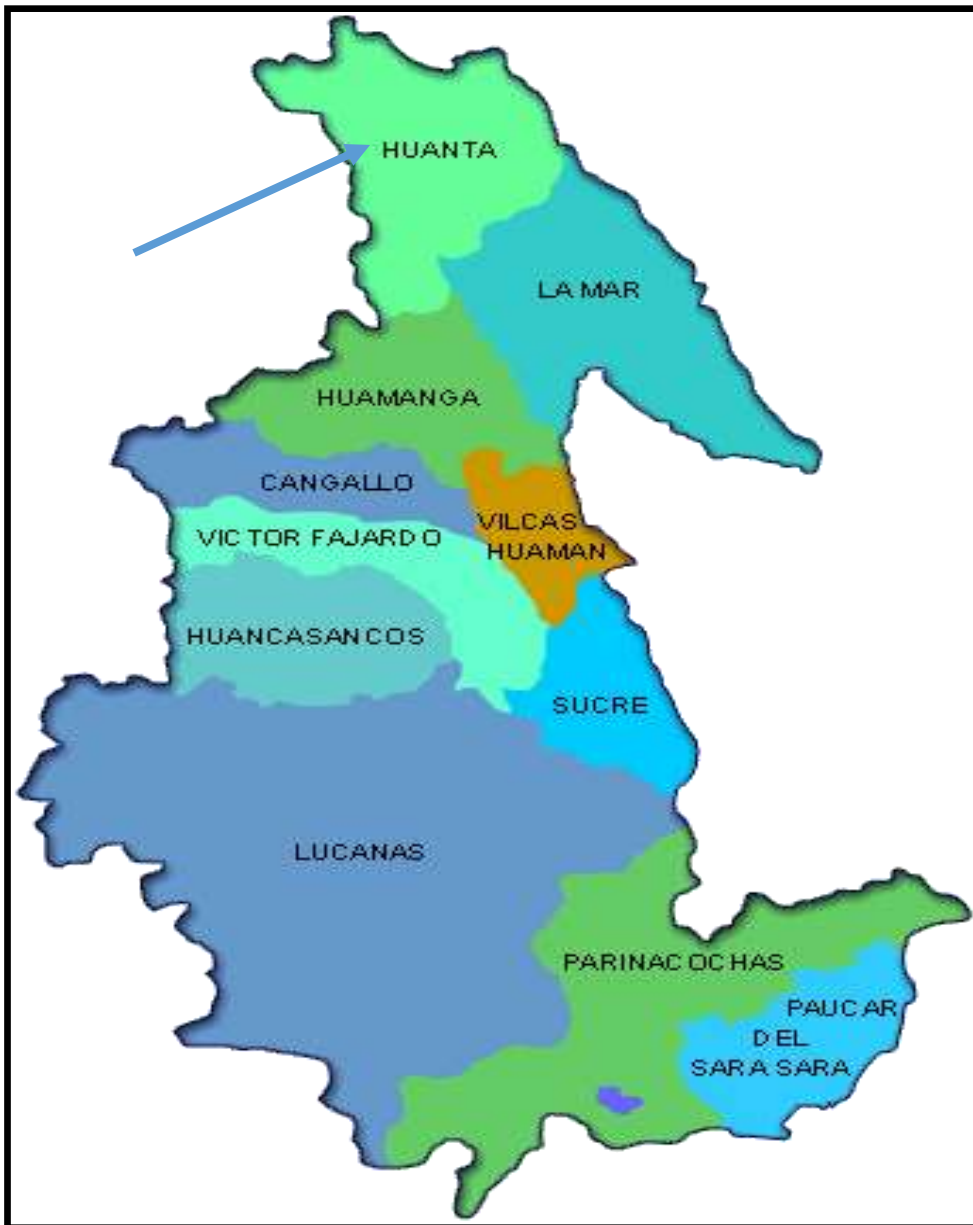 HUANTA
LA MAR
HUAMANGA
CANGALLO
VILCAS
HUAMAN
VICTOR FAJARDO
HUANCASANCOS
SUCRE
LUCANAS
PARINACOCHAS
PAUCAR
DEL
SARA SARA